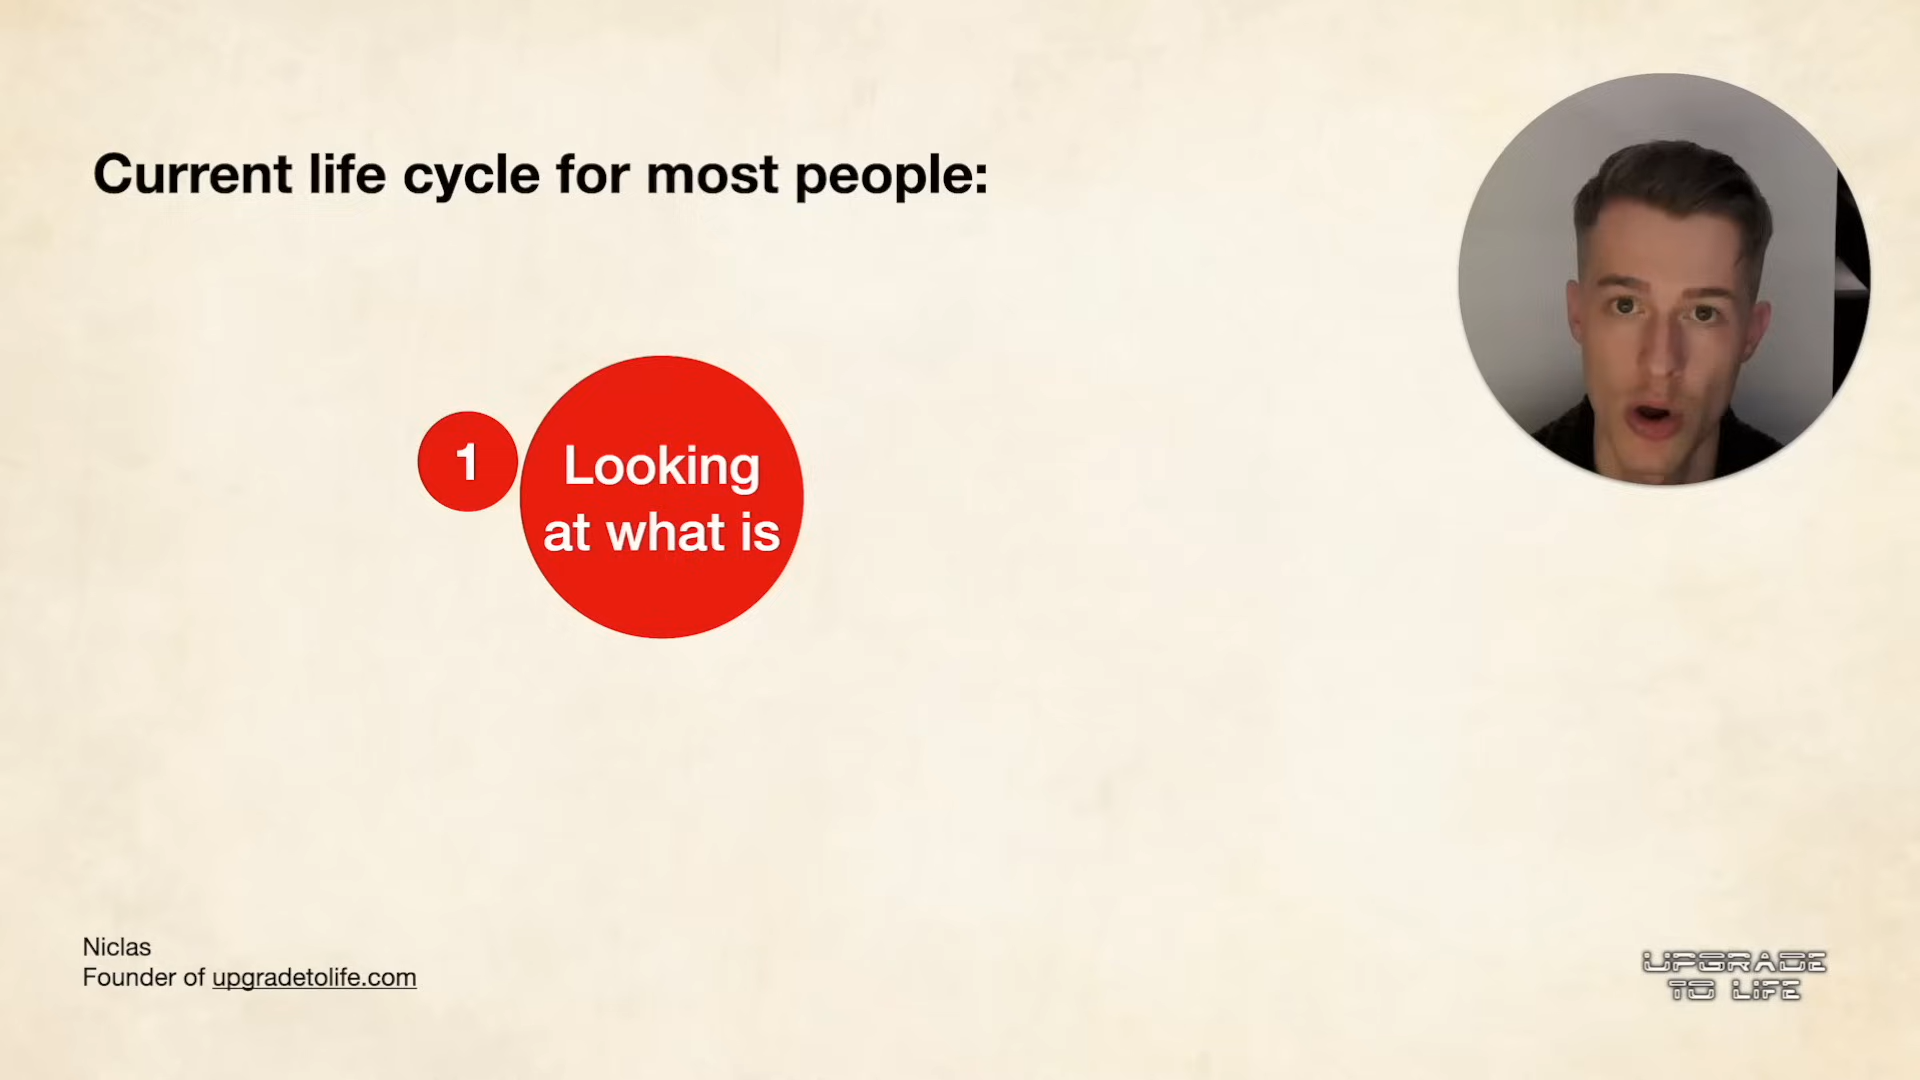 Current life cycle for most people:
1
Looking
at what is
Niclas
Founder of upgradetolife.com
UPGRADE
TO LIFE